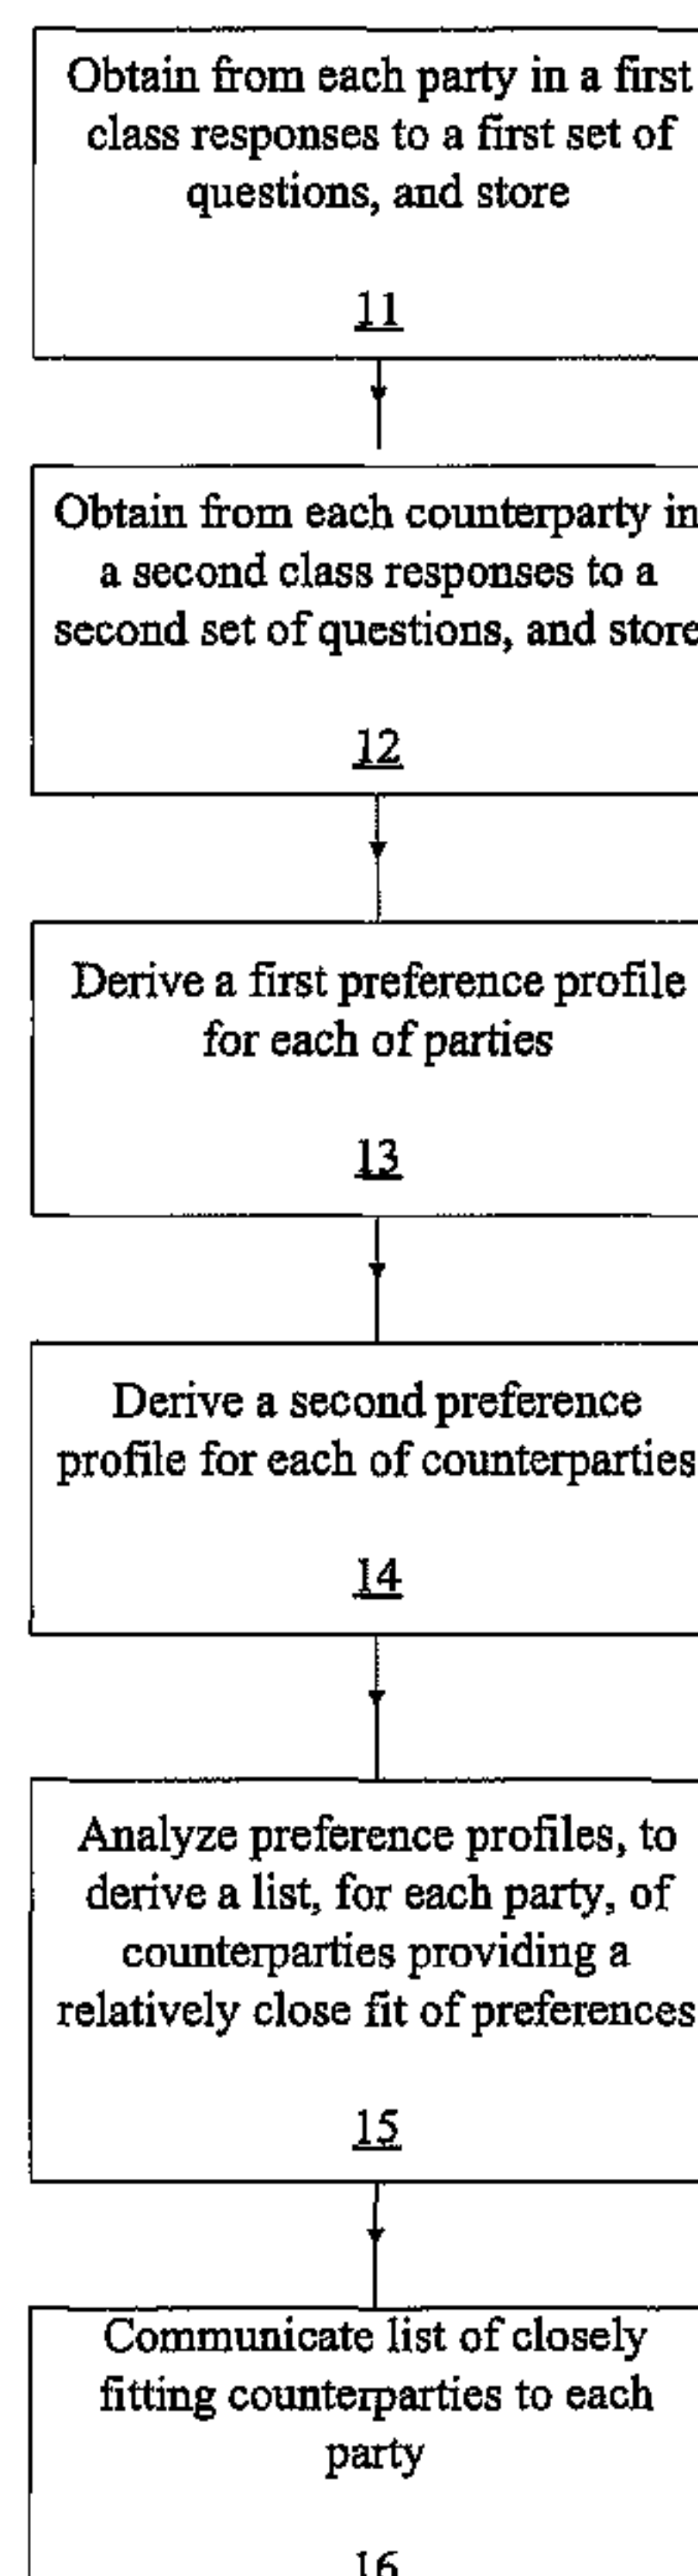 Obtain from each party in a first
class responses to a first set of
questions, and store
11
Obtain from each counterparty in
a second class responses to a
second set of questions, and store
12
Derive a first preference profile
for each of parties
13
Derive a second preference
profile for each of counterparties
14
Analyze preference profiles, to
derive a list, for each party, of
counterparties providing a
relatively close fit of preferences
15
Communicate list of closely
fitting counterparties to each
party
16